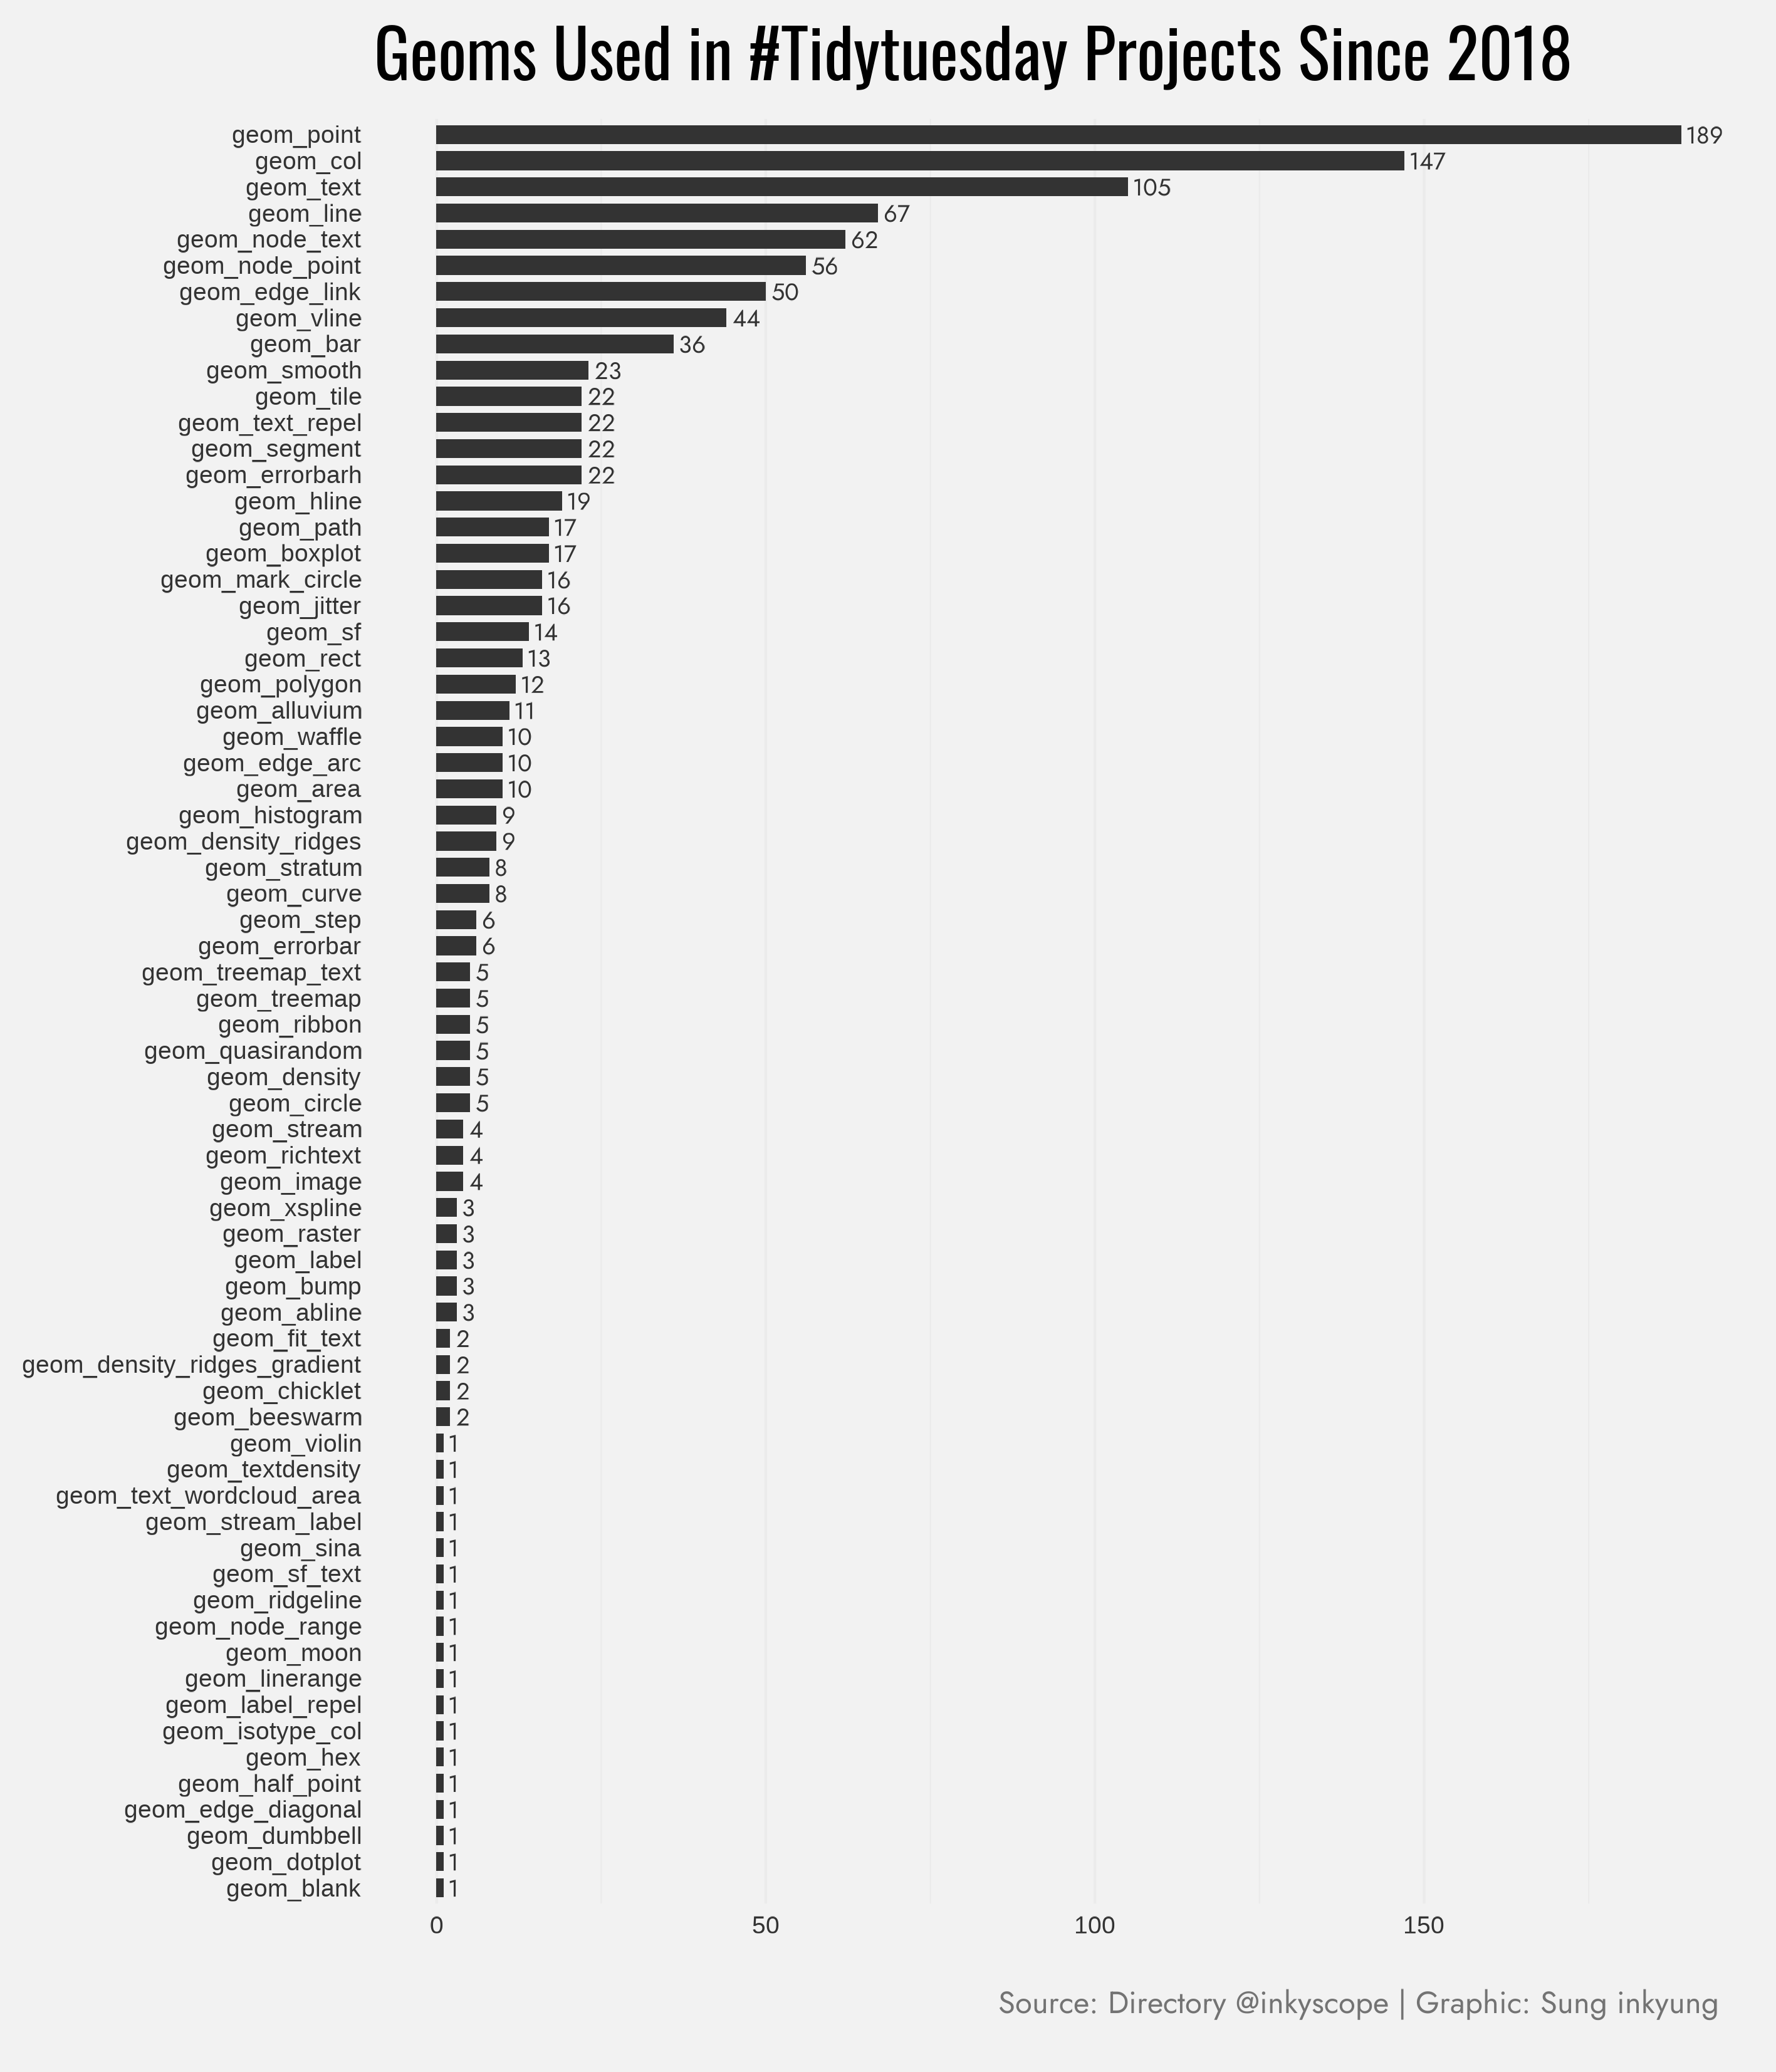 Geoms Used in #Tidytuesday Projects Since 2018
geom_point 189
geom_col 147
geom_text 105
geom_line 67
geom_node_text 62
geom_node_point 56
geom_edge_link 50
geom_vline 44
geom_bar 36
geom_smooth 23
geom_tile 22
geom_text_repel 22
geom_segment 22
geom_errorbarh 22
geom_hline 19
geom_path 17
geom_boxplot 17
geom_mark_circle 16
geom_jitter 16
geom_sf 14
geom_rect 13
geom_polygon 12
geom_alluvium 11
geom_waffle 10
geom_edge_arc 10
geom_area 10
geom_histogram 9
geom_density_ridges 9
geom_stratum 8
geom_curve 8
geom_step 6
geom_errorbar 6
geom_treemap_text 5
geom_treemap 5
geom_ribbon 5
geom_quasirandom 5
geom_density 5
geom_circle 5
geom_stream 4
geom_richtext 4
geom_image 4
geom_xspline 3
geom_raster 3
geom_label 3
geom_bump 3
geom_abline 3
geom_fit_text 2
geom_density_ridges_gradient 2
geom_chicklet 2
geom_beeswarm 2
geom_violin 1
geom_textdensity 1
geom_text_wordcloud_area 1
geom_stream_label 1
geom_sina 1
geom_sf_text 1
geom_ridgeline 1
geom_node_range 1
geom_moon 1
geom_linerange 1
geom_label_repel 1
geom_isotype_col 1
geom_hex 1
geom_half_point 1
geom_edge_diagonal 1
geom_dumbbell 1
geom_dotplot 1
geom_blank 1
0 50 100 150
Source: Directory @inkyscope | Graphic: Sung inkyung